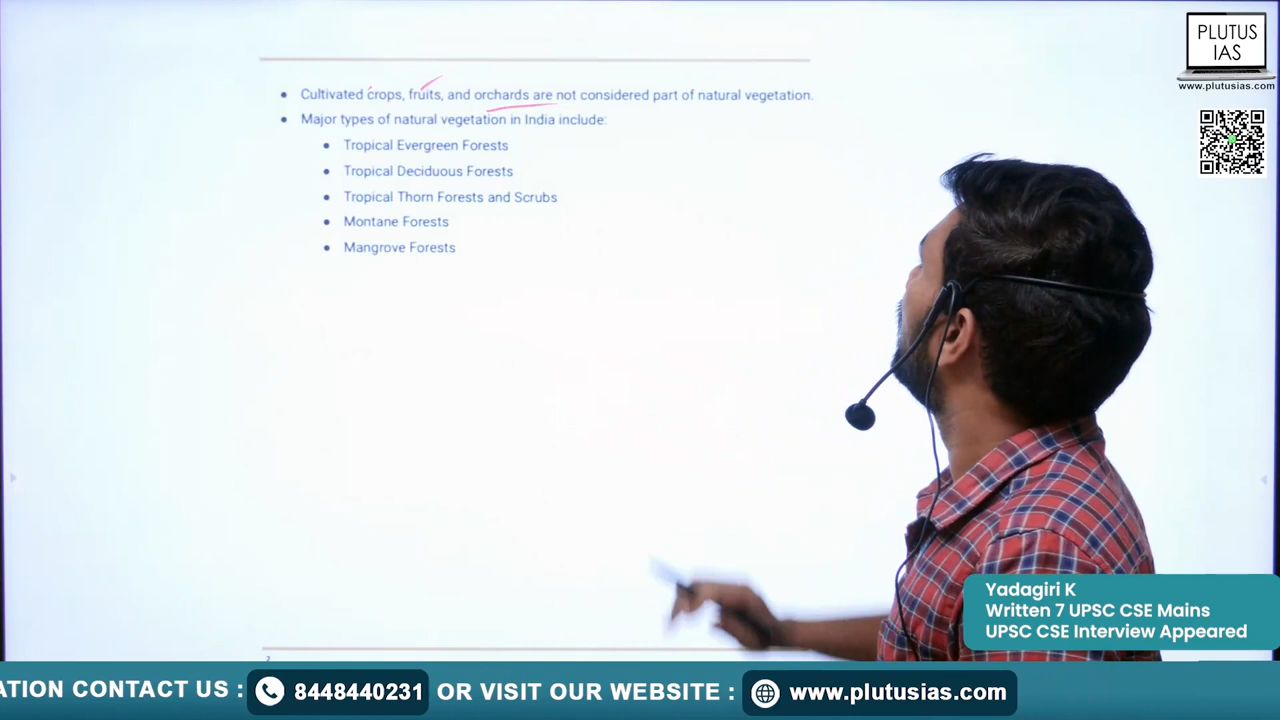 PLUTUS
IAS
www.plutusias.com
Cultivated crops, fruits, and orchards are not considered part of natural vegetation.
Major types of natural vegetation in India include:
Tropical Evergreen Forests
Tropical Deciduous Forests
Tropical Thorn Forests and Scrubs
Montane Forests
Mangrove Forests
Yadagiri K
Written 7 UPSC CSE Mains
UPSC CSE Interview Appeared
ATION CONTACT US : 8448440231 OR VISIT OUR WEBSITE : www.plutusias.com